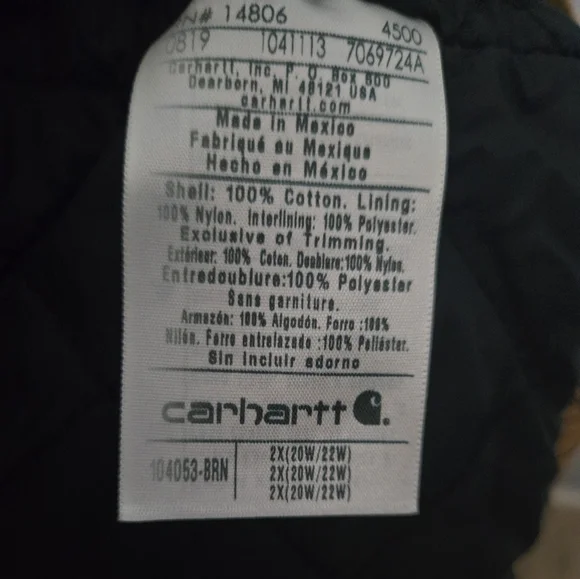 RN# 14806
4500
0819 1041113 7069724A
Carhartt, Inc. P. O. Box 600
Dearborn, MI 48121 USA
carhartt.com
Made in Mexico
Fabriqué au Mexique
Hecho en México
Shell: 100% Cotton. Lining:
100% Nylon. Interlining: 100% Polyester.
Exclusive of Trimming.
Extérieur: 100% Coton. Doublure:100% Nylon.
Entredoublure:100% Polyester
Sans garniture.
Armazón: 100% Algodón. Forro :100%
Nilón. Forro entrelazado :100% Poliéster.
Sin incluir adorno
carhartt
104053-BRN
2X(20W/22W)
2X(20W/22W)
2X(20W/22W)